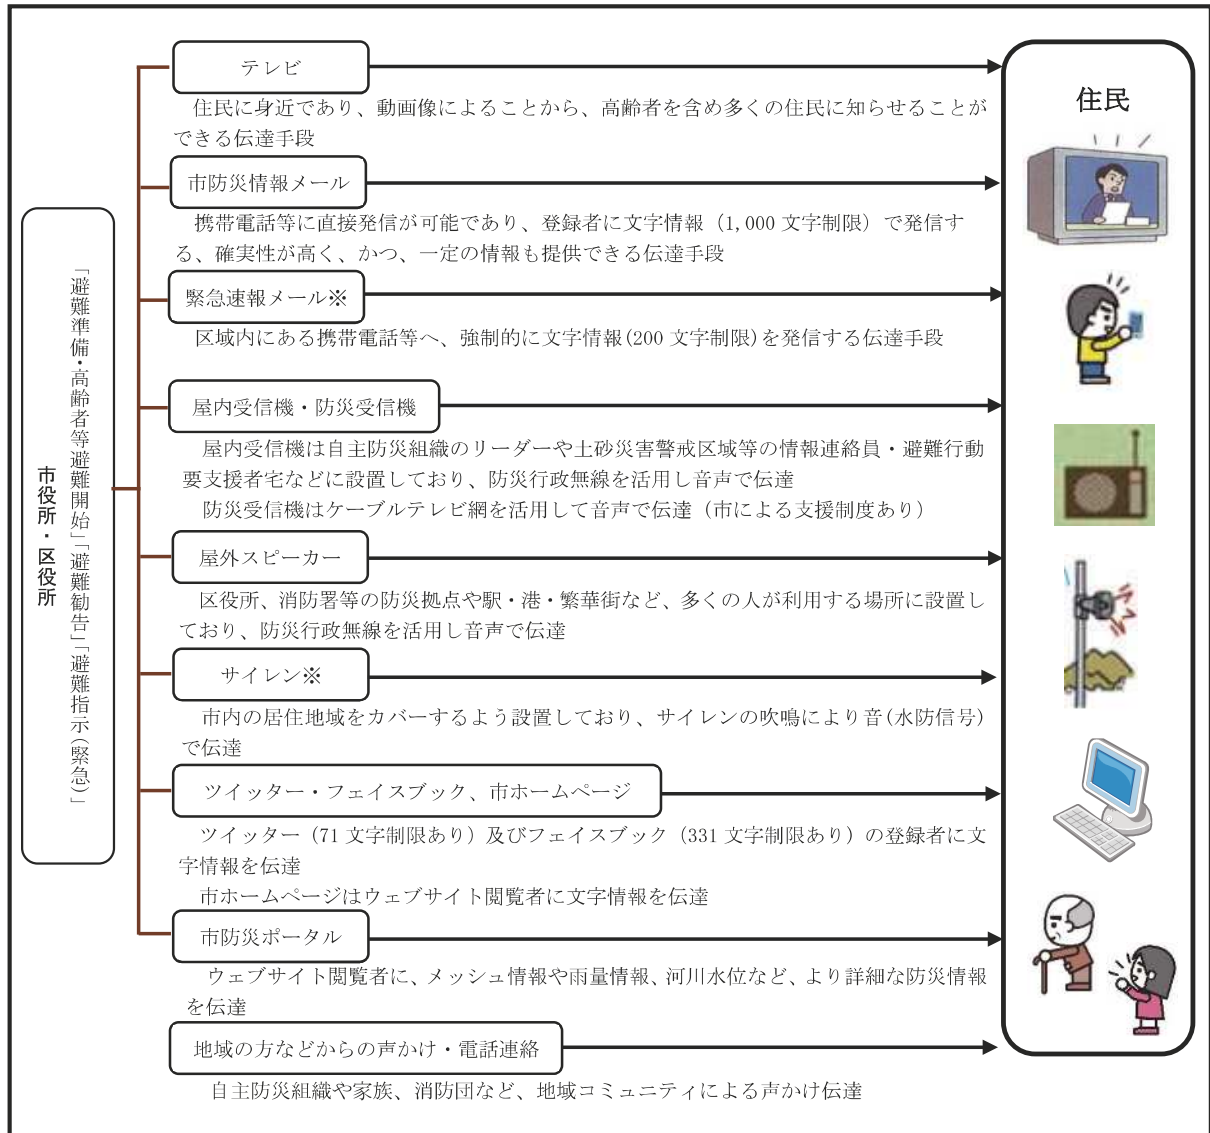 テレビ
住民に身近であり、動画像によることから、高齢者を含め多くの住民に知らせることが
できる伝達手段
市防災情報メール
携帯電話等に直接発信が可能であり、登録者に文字情報（1,000 文字制限）で発信す
る、確実性が高く、かつ、一定の情報も提供できる伝達手段
緊急速報メール※
区域内にある携帯電話等へ、強制的に文字情報(200 文字制限)を発信する伝達手段
屋内受信機・防災受信機
屋内受信機は自主防災組織のリーダーや土砂災害警戒区域等の情報連絡員・避難行動
要支援者宅などに設置しており、防災行政無線を活用し音声で伝達
防災受信機はケーブルテレビ網を活用して音声で伝達（市による支援制度あり）
屋外スピーカー
区役所、消防署等の防災拠点や駅・港・繁華街など、多くの人が利用する場所に設置し
ており、防災行政無線を活用し音声で伝達
サイレン※
市内の居住地域をカバーするよう設置しており、サイレンの吹鳴により音(水防信号)
で伝達
ツイッター・フェイスブック、市ホームページ
ツイッター（71 文字制限あり）及びフェイスブック（331 文字制限あり）の登録者に文
字情報を伝達
市ホームページはウェブサイト閲覧者に文字情報を伝達
市防災ポータル
ウェブサイト閲覧者に、メッシュ情報や雨量情報、河川水位など、より詳細な防災情報
を伝達
地域の方などからの声かけ・電話連絡
自主防災組織や家族、消防団など、地域コミュニティによる声かけ伝達
「避難準備・高齢者等避難開始」「避難勧告」「避難指示(緊急)」
市役所・区役所
住民